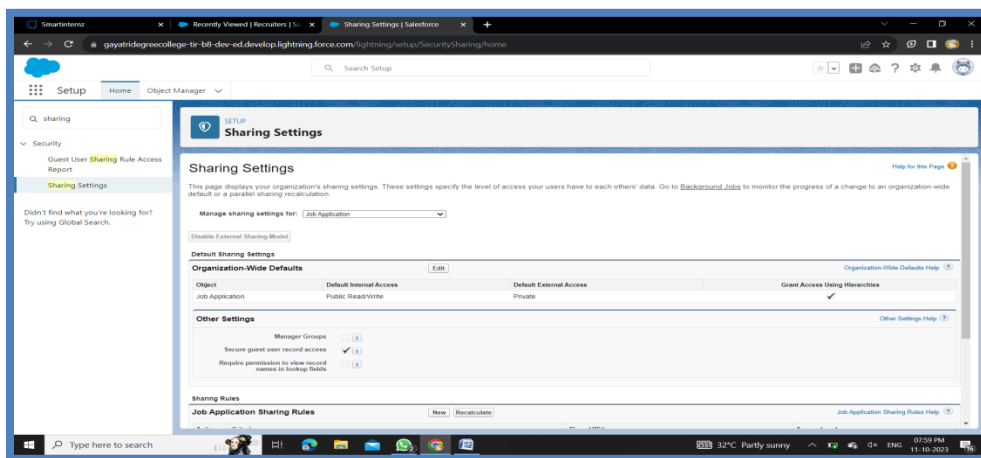 Smartinternz
Recently Viewed | Recruiters | Sa
Sharing Settings | Salesforce
gayatridegreecollege-tir-b8-dev-ed.develop.lightning.force.com/lightning/setup/SecuritySharing/home
Search Setup
Setup Home Object Manager
sharing
Security
Guest User Sharing Rule Access
Report
Sharing Settings
Didn't find what you're looking for?
Try using Global Search.
SETUP
Sharing Settings
Sharing Settings
Help for this Page
This page displays your organization's sharing settings. These settings specify the level of access your users have to each others' data. Go to Background Jobs to monitor the progress of a change to an organization-wide
default or a parallel sharing recalculation.
Manage sharing settings for: Job Application
Disable External Sharing Model
Default Sharing Settings
Organization-Wide Defaults Edit Organization-Wide Defaults Help ?
Object Default Internal Access Default External Access Grant Access Using Hierarchies
Job Application Public Read/Write Private
Other Settings Other Settings Help ?
Manager Groups
Secure guest user record access
Require permission to view record
names in lookup fields
Sharing Rules
Job Application Sharing Rules New Recalculate Job Application Sharing Rules Help ?
Type here to search
32°C Partly sunny
ENG
07:59 PM
11-10-2023